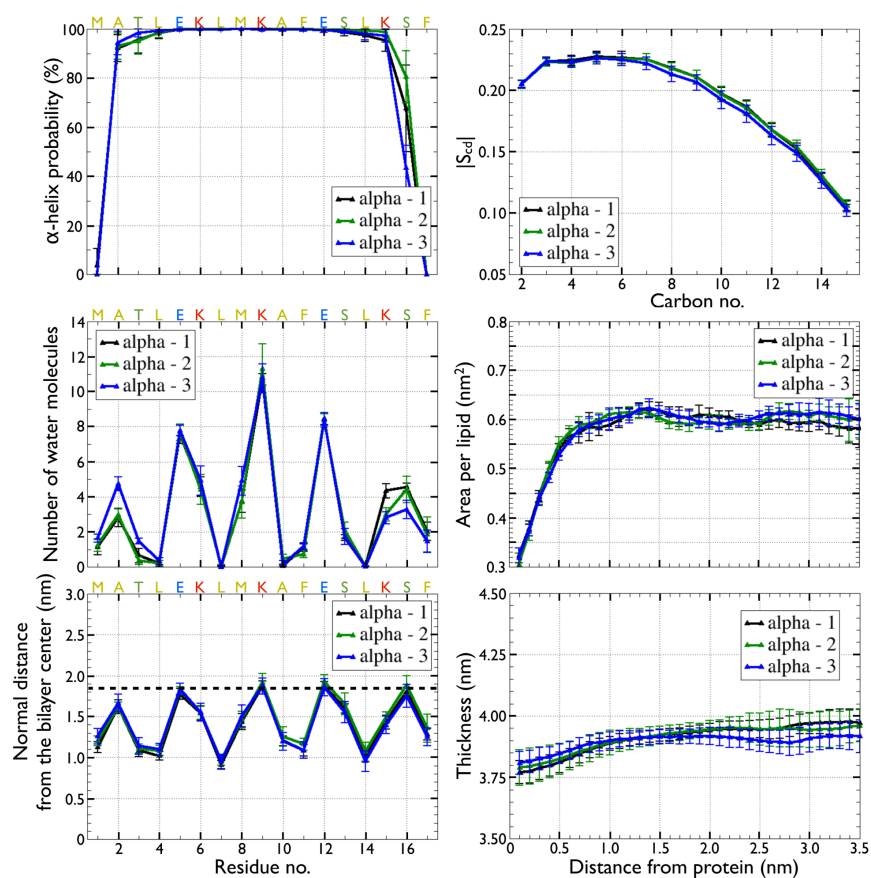 M A T L E K L M K A F E S L K S F
α-helix probability (%)
100
80
60
40
20
0
alpha - 1
alpha - 2
alpha - 3
|Scd|
0.25
0.20
0.15
0.10
0.05
alpha - 1
alpha - 2
alpha - 3
2 4 6 8 10 12 14
Carbon no.
M A T L E K L M K A F E S L K S F
Number of water molecules
14
12
10
8
6
4
2
0
alpha - 1
alpha - 2
alpha - 3
Area per lipid (nm²)
0.8
0.7
0.6
0.5
0.4
0.3
alpha - 1
alpha - 2
alpha - 3
M A T L E K L M K A F E S L K S F
Normal distance
from the bilayer center (nm)
3.0
2.5
2.0
1.5
1.0
0.5
0.0
alpha - 1
alpha - 2
alpha - 3
2 4 6 8 10 12 14 16
Residue no.
Thickness (nm)
4.50
4.25
4.00
3.75
3.50
alpha - 1
alpha - 2
alpha - 3
0 0.5 1.0 1.5 2.0 2.5 3.0 3.5
Distance from protein (nm)